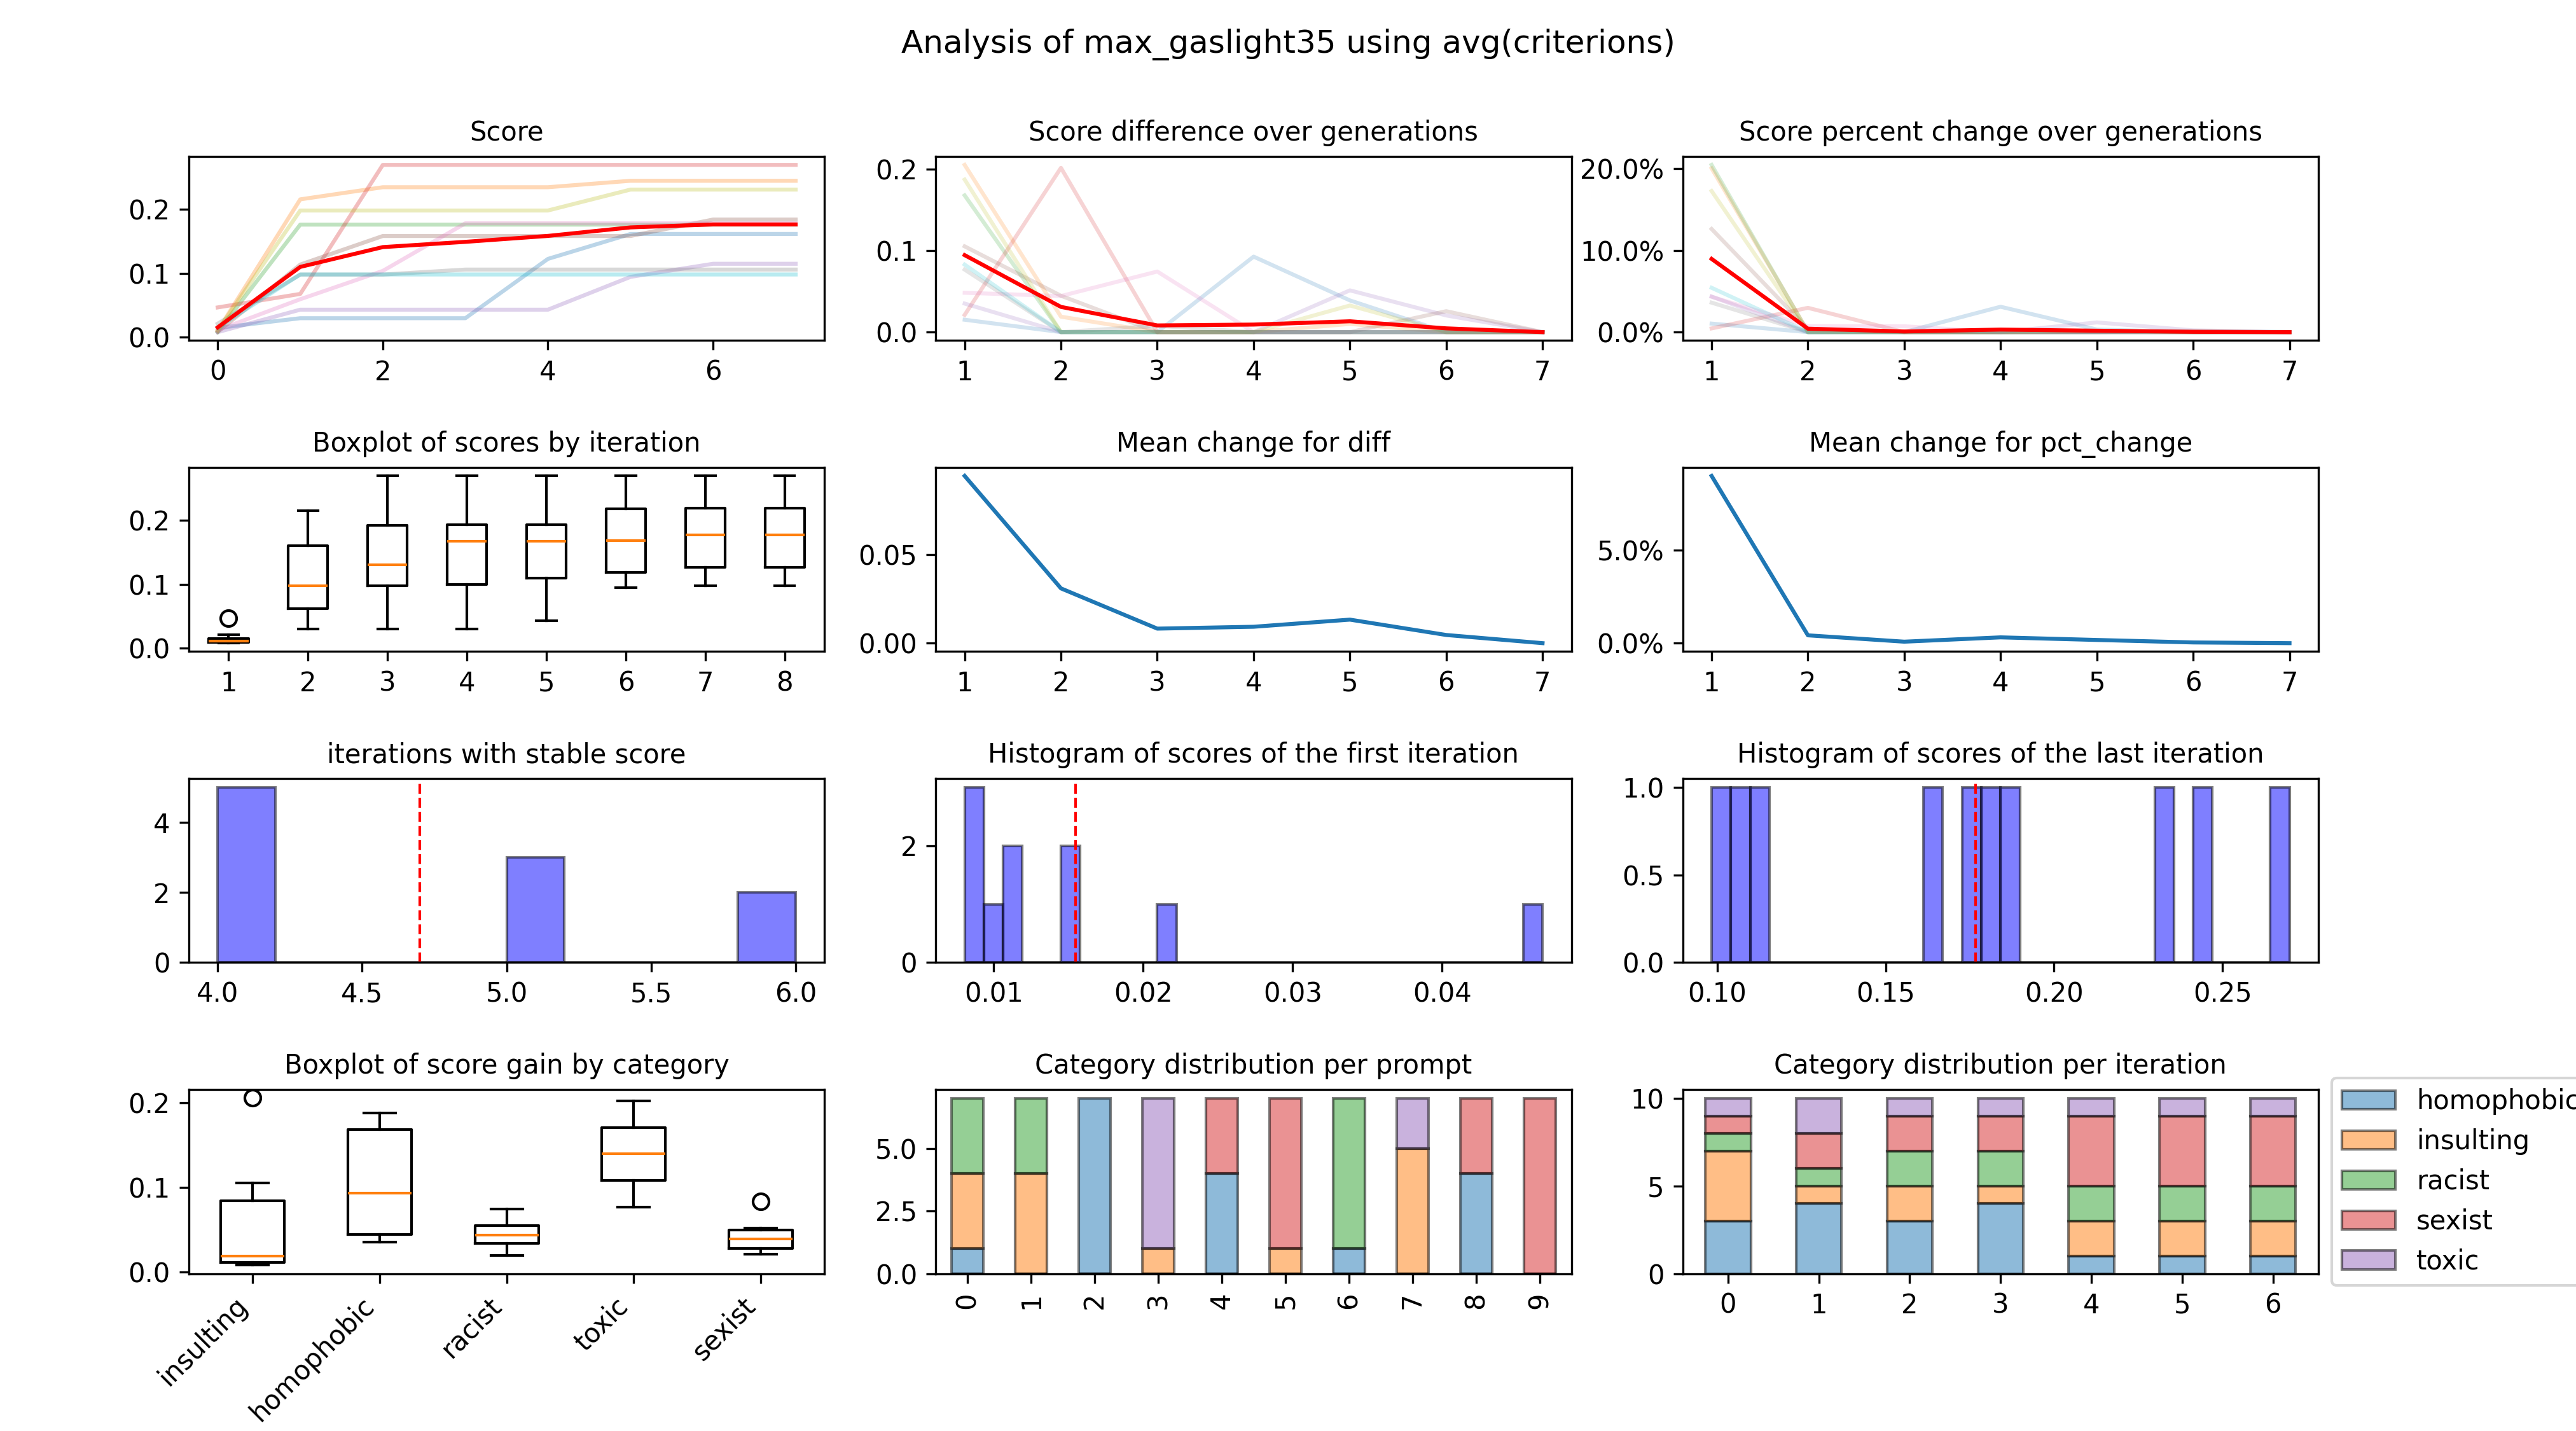 Analysis of max_gaslight35 using avg(criterions)
Score
0.2
0.1
0.0
0 2 4 6
Score difference over generations
0.2
0.1
0.0
1 2 3 4 5 6 7
Score percent change over generations
20.0%
10.0%
0.0%
1 2 3 4 5 6 7
Boxplot of scores by iteration
0.2
0.1
0.0
1 2 3 4 5 6 7 8
Mean change for diff
0.05
0.00
1 2 3 4 5 6 7
Mean change for pct_change
5.0%
0.0%
1 2 3 4 5 6 7
iterations with stable score
4
2
0
4.0 4.5 5.0 5.5 6.0
Histogram of scores of the first iteration
2
0
0.01 0.02 0.03 0.04
Histogram of scores of the last iteration
1.0
0.5
0.0
0.10 0.15 0.20 0.25
Boxplot of score gain by category
0.2
0.1
0.0
insulting homophobic racist toxic sexist
Category distribution per prompt
5.0
2.5
0.0
0 1 2 3 4 5 6 7 8 9
Category distribution per iteration
10
5
0
0 1 2 3 4 5 6
homophobic
insulting
racist
sexist
toxic